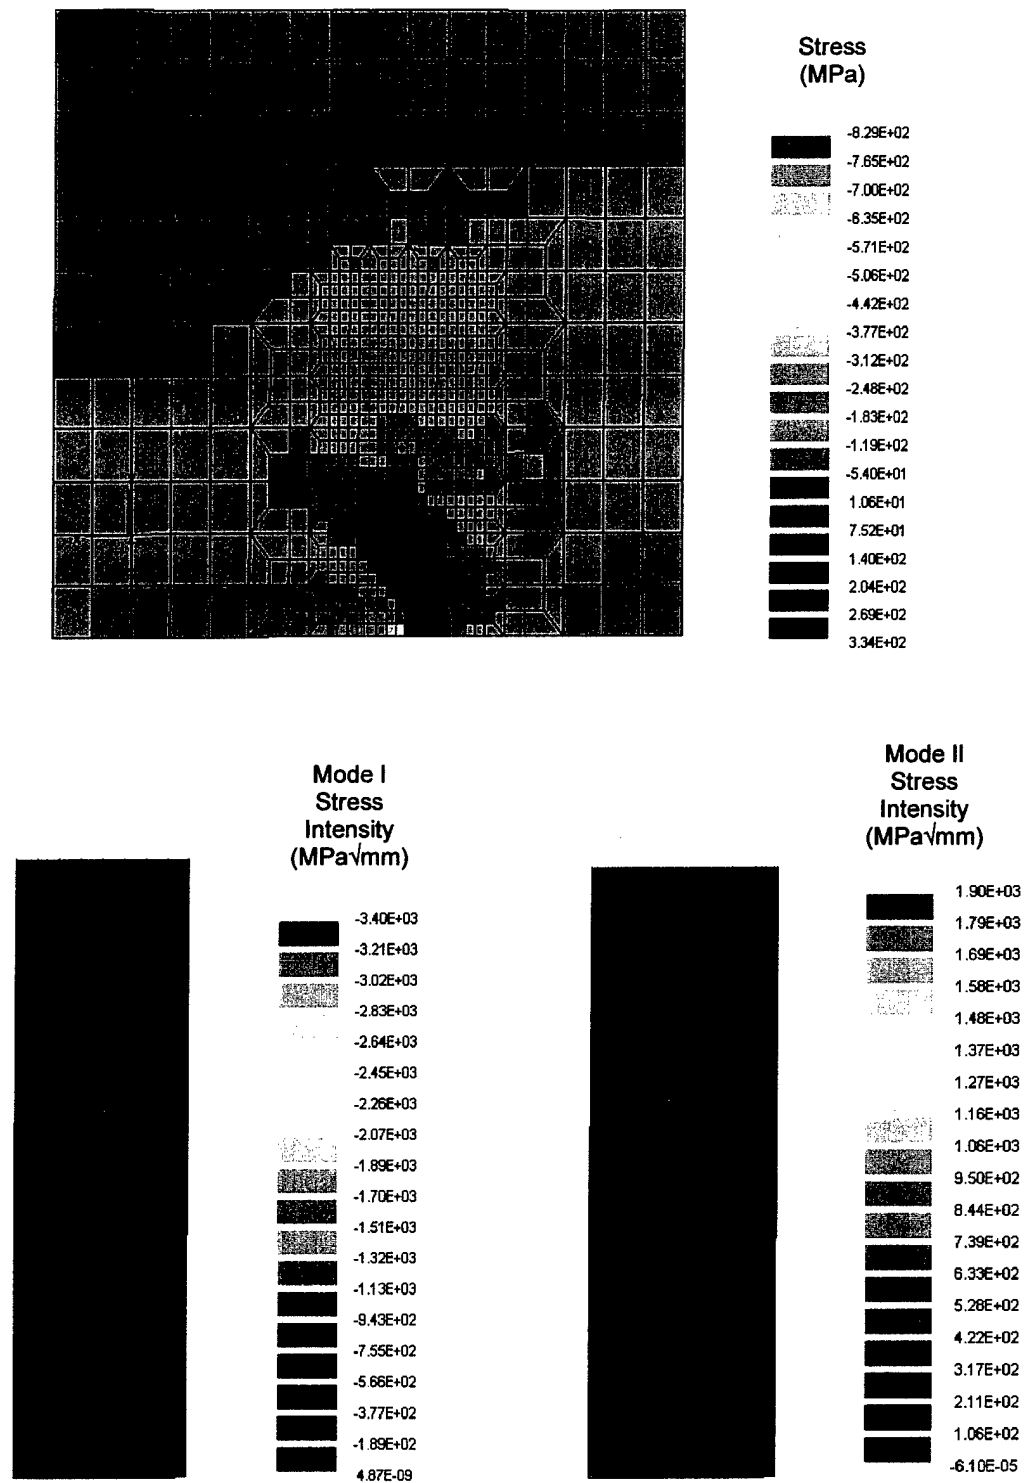 Stress
(MPa)
-8.29E+02
-7.65E+02
-7.00E+02
-6.35E+02
-5.71E+02
-5.06E+02
-4.42E+02
-3.77E+02
-3.12E+02
-2.48E+02
-1.83E+02
-1.19E+02
-5.40E+01
1.06E+01
7.52E+01
1.40E+02
2.04E+02
2.69E+02
3.34E+02
Mode I
Stress
Intensity
(MPa√mm)
-3.40E+03
-3.21E+03
-3.02E+03
-2.83E+03
-2.64E+03
-2.45E+03
-2.26E+03
-2.07E+03
-1.89E+03
-1.70E+03
-1.51E+03
-1.32E+03
-1.13E+03
-9.43E+02
-7.55E+02
-5.66E+02
-3.77E+02
-1.89E+02
4.87E-09
Mode II
Stress
Intensity
(MPa√mm)
1.90E+03
1.79E+03
1.69E+03
1.58E+03
1.48E+03
1.37E+03
1.27E+03
1.16E+03
1.06E+03
9.50E+02
8.44E+02
7.39E+02
6.33E+02
5.28E+02
4.22E+02
3.17E+02
2.11E+02
1.06E+02
-6.10E-05